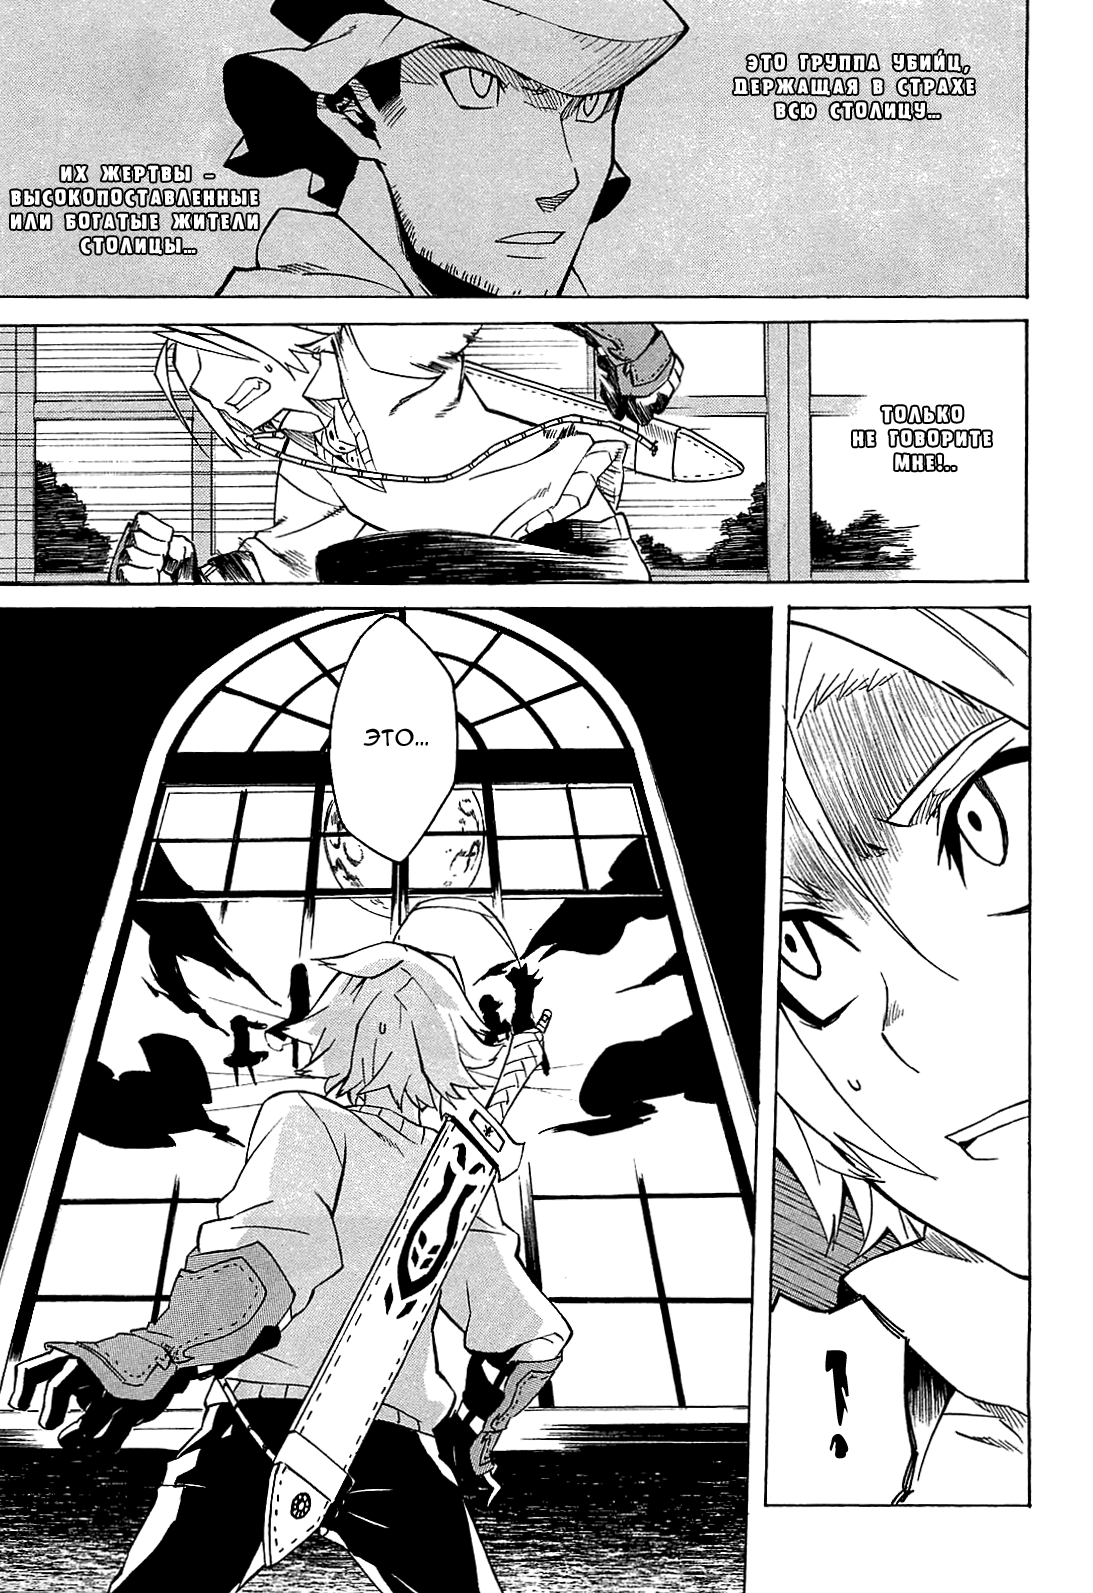 ЭТО ГРУППА УБИЙЦ,
ДЕРЖАЩАЯ В СТРАХЕ
ВСЮ СТОЛИЦУ...
ИХ ЖЕРТВЫ -
ВЫСОКОПОСТАВЛЕННЫЕ
ИЛИ БОГАТЫЕ ЖИТЕЛИ
СТОЛИЦЫ...
ТОЛЬКО
НЕ ГОВОРИТЕ
МНЕ!..
!
ЭТО...